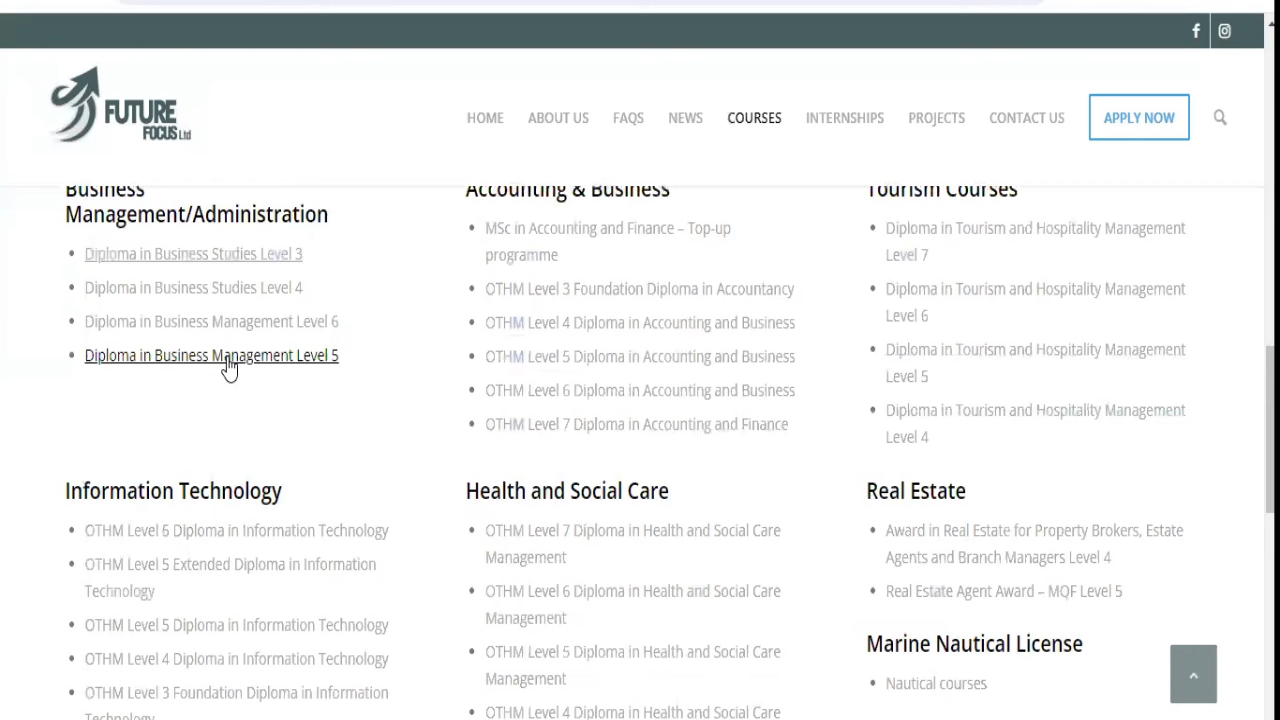 FUTURE
FOCUS Ltd
HOME ABOUT US FAQS NEWS COURSES INTERNSHIPS PROJECTS CONTACT US APPLY NOW
Business
Management/Administration
Diploma in Business Studies Level 3
Diploma in Business Studies Level 4
Diploma in Business Management Level 6
Diploma in Business Management Level 5
Accounting & Business
MSc in Accounting and Finance – Top-up
programme
OTHM Level 3 Foundation Diploma in Accountancy
OTHM Level 4 Diploma in Accounting and Business
OTHM Level 5 Diploma in Accounting and Business
OTHM Level 6 Diploma in Accounting and Business
OTHM Level 7 Diploma in Accounting and Finance
Tourism Courses
Diploma in Tourism and Hospitality Management
Level 7
Diploma in Tourism and Hospitality Management
Level 6
Diploma in Tourism and Hospitality Management
Level 5
Diploma in Tourism and Hospitality Management
Level 4
Information Technology
OTHM Level 6 Diploma in Information Technology
OTHM Level 5 Extended Diploma in Information
Technology
OTHM Level 5 Diploma in Information Technology
OTHM Level 4 Diploma in Information Technology
OTHM Level 3 Foundation Diploma in Information
Technology
Health and Social Care
OTHM Level 7 Diploma in Health and Social Care
Management
OTHM Level 6 Diploma in Health and Social Care
Management
OTHM Level 5 Diploma in Health and Social Care
Management
OTHM Level 4 Diploma in Health and Social Care
Real Estate
Award in Real Estate for Property Brokers, Estate
Agents and Branch Managers Level 4
Real Estate Agent Award – MQF Level 5
Marine Nautical License
Nautical courses